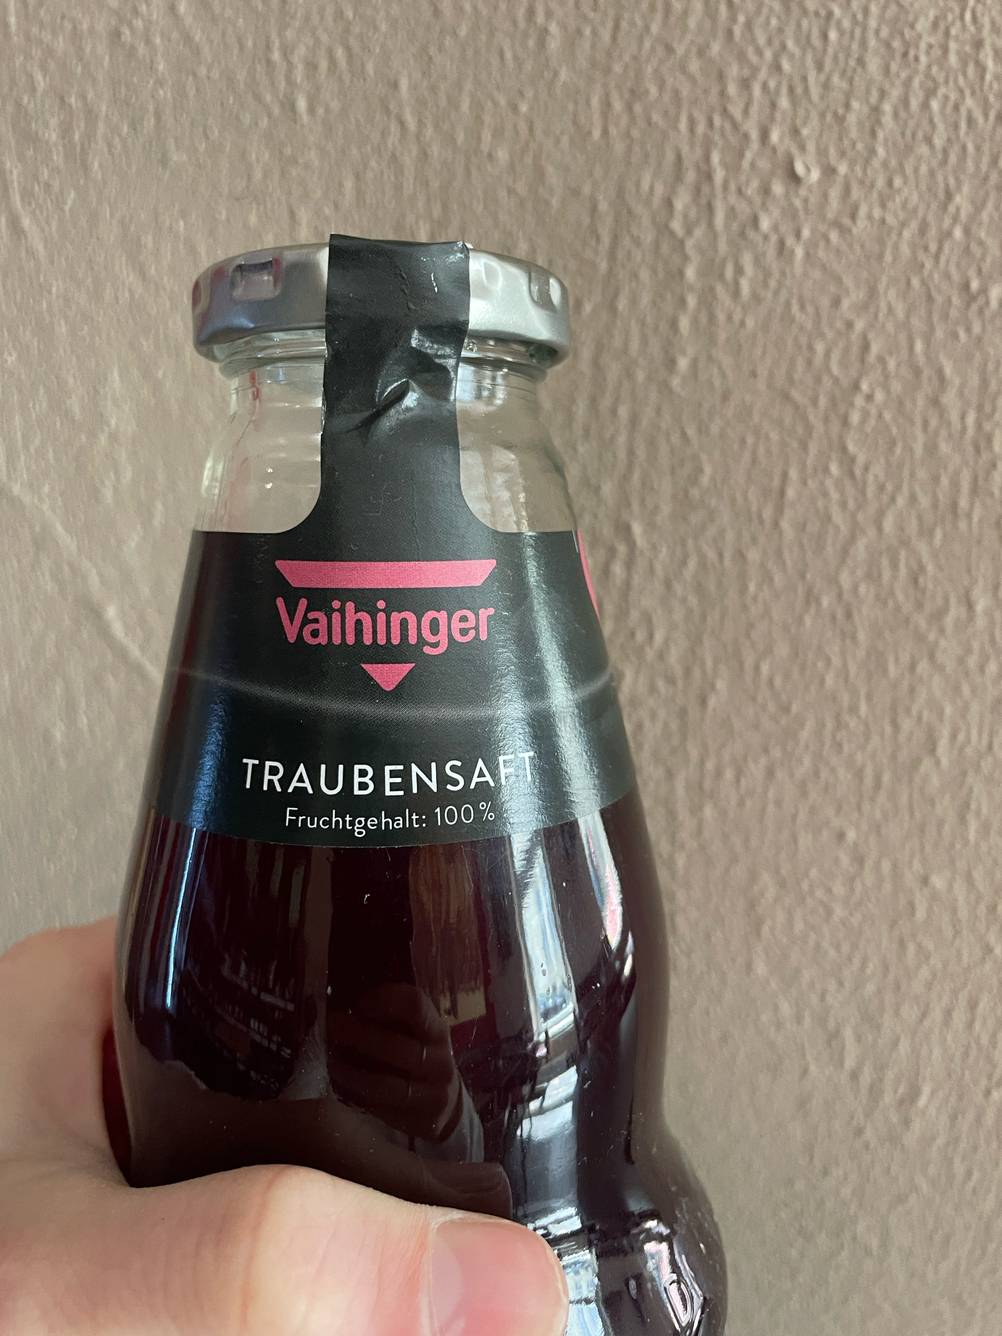 Vaihinger
TRAUBENSAFT
Fruchtgehalt: 100 %